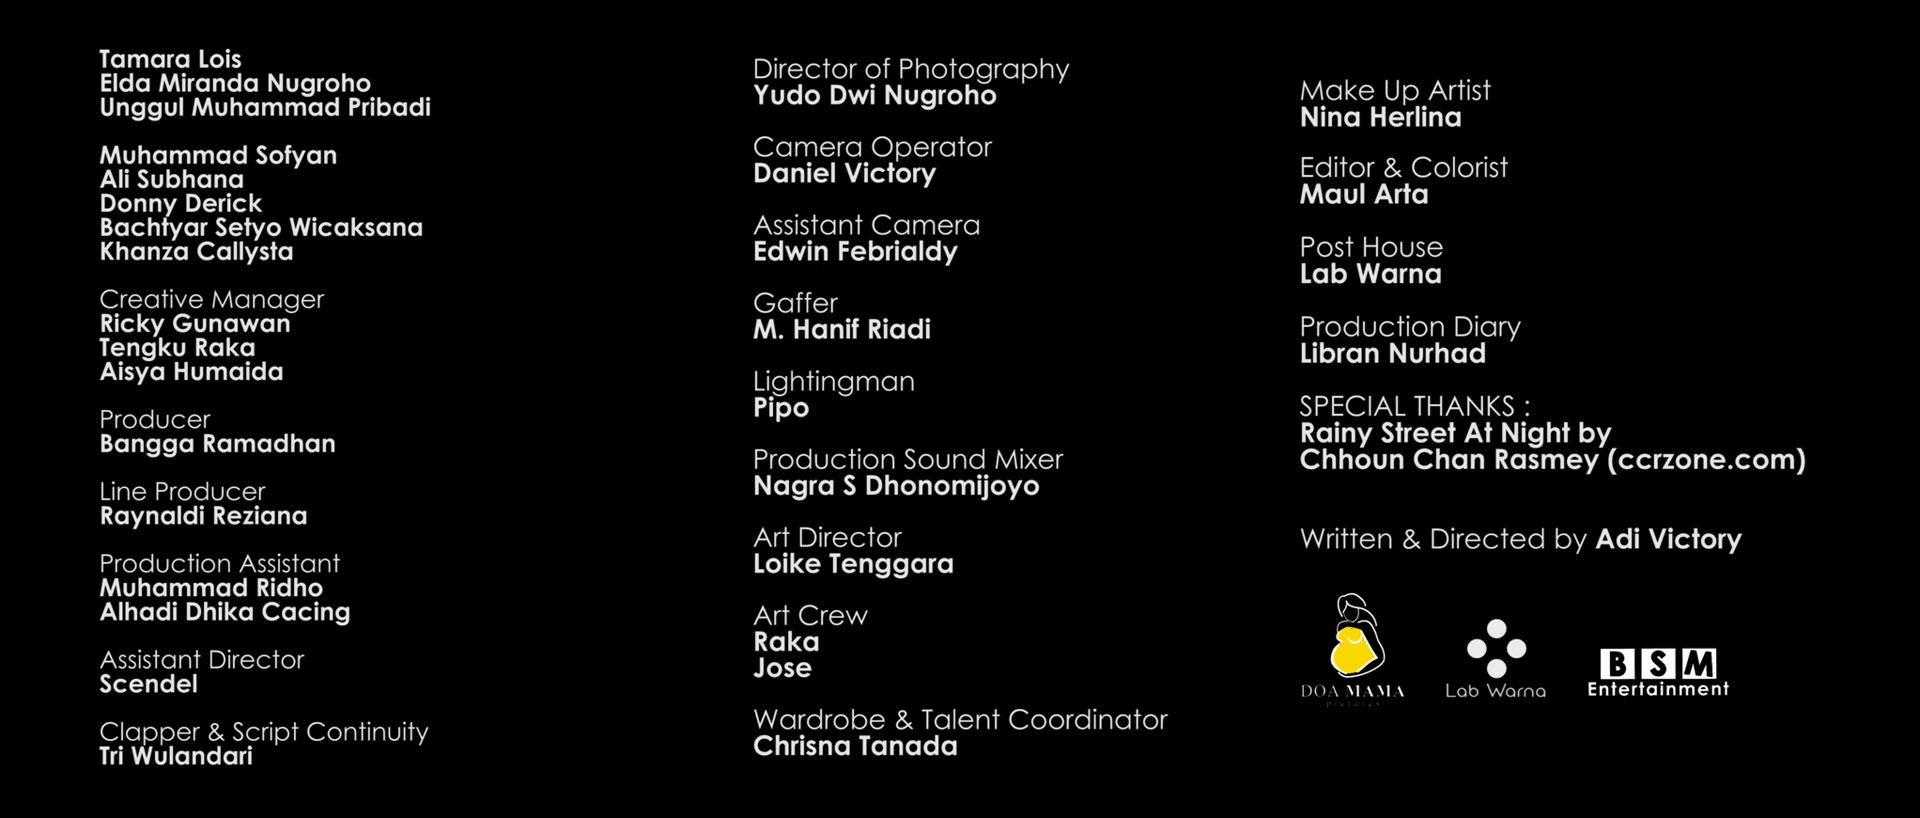 Tamara Lois
Elda Miranda Nugroho
Unggul Muhammad Pribadi
Muhammad Sofyan
Ali Subhana
Donny Derick
Bachtyar Setyo Wicaksana
Khanza Callysta
Creative Manager
Ricky Gunawan
Tengku Raka
Aisya Humaida
Producer
Bangga Ramadhan
Line Producer
Raynaldi Reziana
Production Assistant
Muhammad Ridho
Alhadi Dhika Cacing
Assistant Director
Scendel
Clapper & Script Continuity
Tri Wulandari
Director of Photography
Yudo Dwi Nugroho
Camera Operator
Daniel Victory
Assistant Camera
Edwin Febrialdy
Gaffer
M. Hanif Riadi
Lightingman
Pipo
Production Sound Mixer
Nagra S Dhonomijoyo
Art Director
Loike Tenggara
Art Crew
Raka
Jose
Wardrobe & Talent Coordinator
Chrisna Tanada
Make Up Artist
Nina Herlina
Editor & Colorist
Maul Arta
Post House
Lab Warna
Production Diary
Libran Nurhad
SPECIAL THANKS :
Rainy Street At Night by
Chhoun Chan Rasmey (ccrzone.com)
Written & Directed by Adi Victory
DOA MAMA
pictures
Lab Warna
BSM
Entertainment